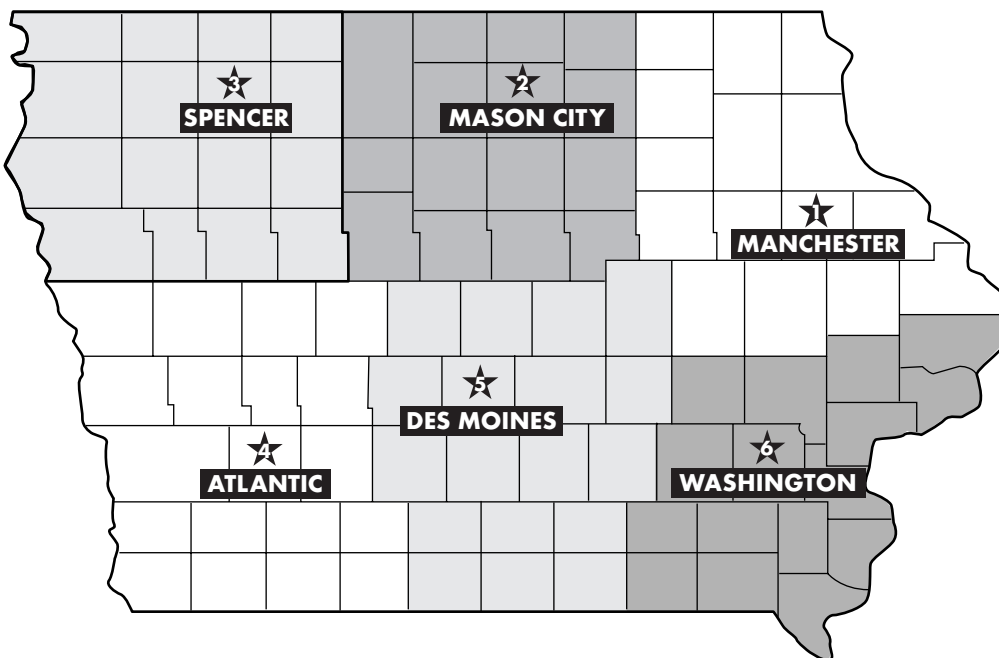 3
SPENCER
2
MASON CITY
1
MANCHESTER
5
DES MOINES
4
ATLANTIC
6
WASHINGTON